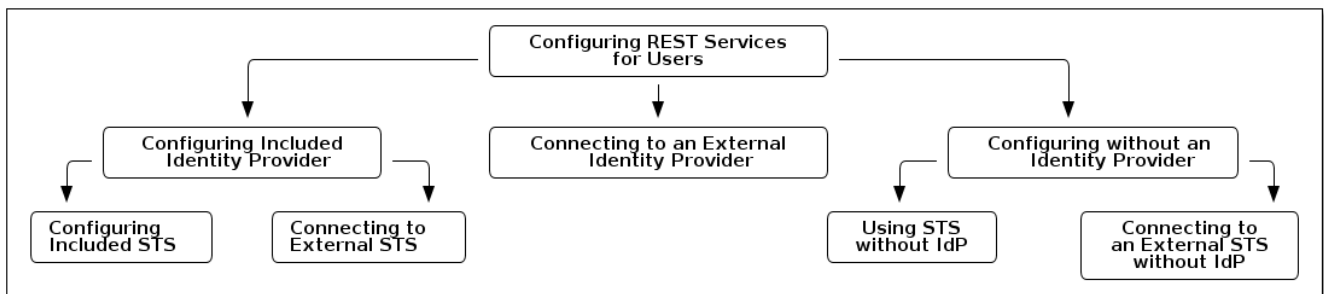 Configuring REST Services
for Users
Configuring Included
Identity Provider
Connecting to an External
Identity Provider
Configuring without an
Identity Provider
Configuring
Included STS
Connecting to
External STS
Using STS
without IdP
Connecting to
an External STS
without IdP